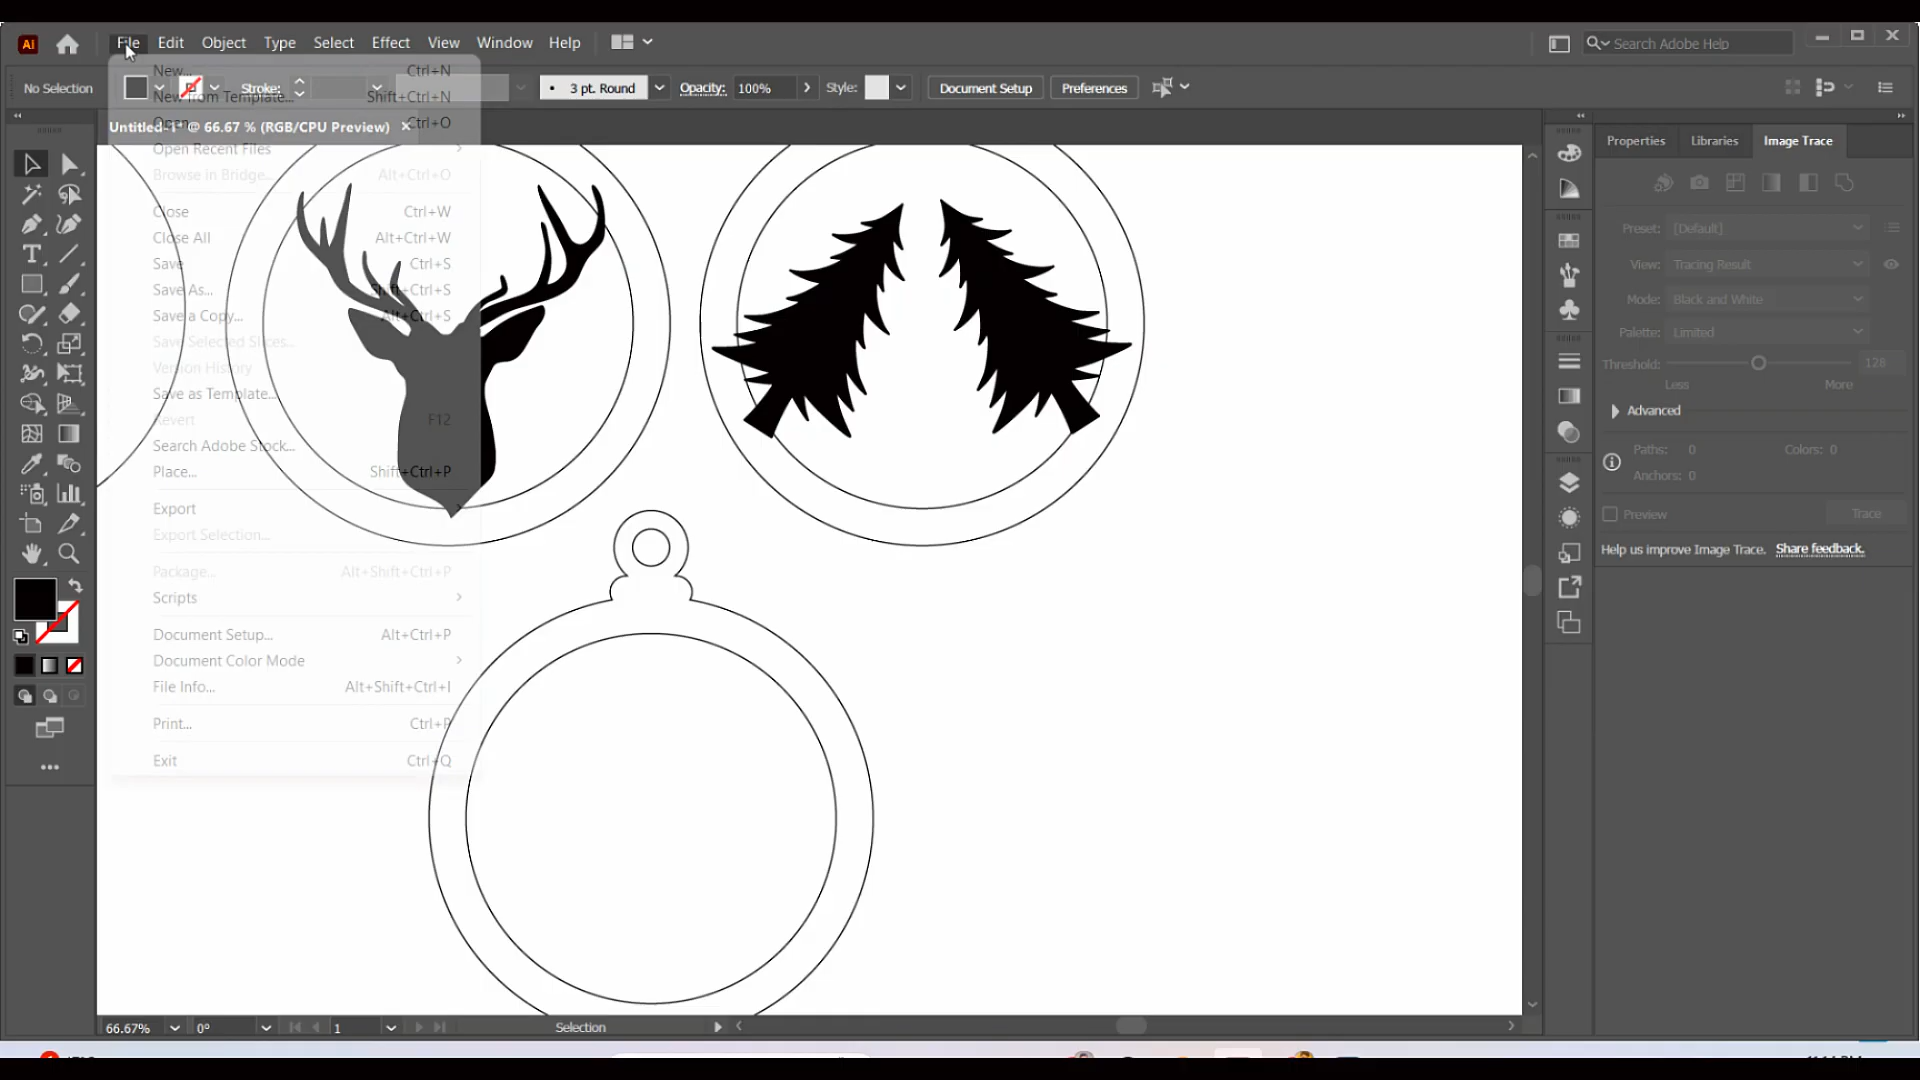 Ai File Edit Object Type Select Effect View Window Help Search Adobe Help
No Selection Stroke: 3 pt. Round Opacity: 100% Style: Document Setup Preferences
Untitled-1* @ 66.67 % (RGB/CPU Preview) ×
New... Ctrl+N
New from Template... Shift+Ctrl+N
Open... Ctrl+O
Open Recent Files
Browse in Bridge... Alt+Ctrl+O
Close Ctrl+W
Close All Alt+Ctrl+W
Save Ctrl+S
Save As... Shift+Ctrl+S
Save a Copy... Alt+Ctrl+S
Save Selected Slices...
Version History
Save as Template...
Revert F12
Search Adobe Stock...
Place... Shift+Ctrl+P
Export
Export Selection...
Package... Alt+Shift+Ctrl+P
Scripts
Document Setup... Alt+Ctrl+P
Document Color Mode
File Info... Alt+Shift+Ctrl+I
Print... Ctrl+P
Exit Ctrl+Q
Properties Libraries Image Trace
Preset: [Default]
View: Tracing Result
Mode: Black and White
Palette: Limited
Threshold: 128
Less More
Advanced
Paths: 0 Colors: 0
Anchors: 0
Preview Trace
Help us improve Image Trace. Share feedback.
66.67% 0° 1 Selection